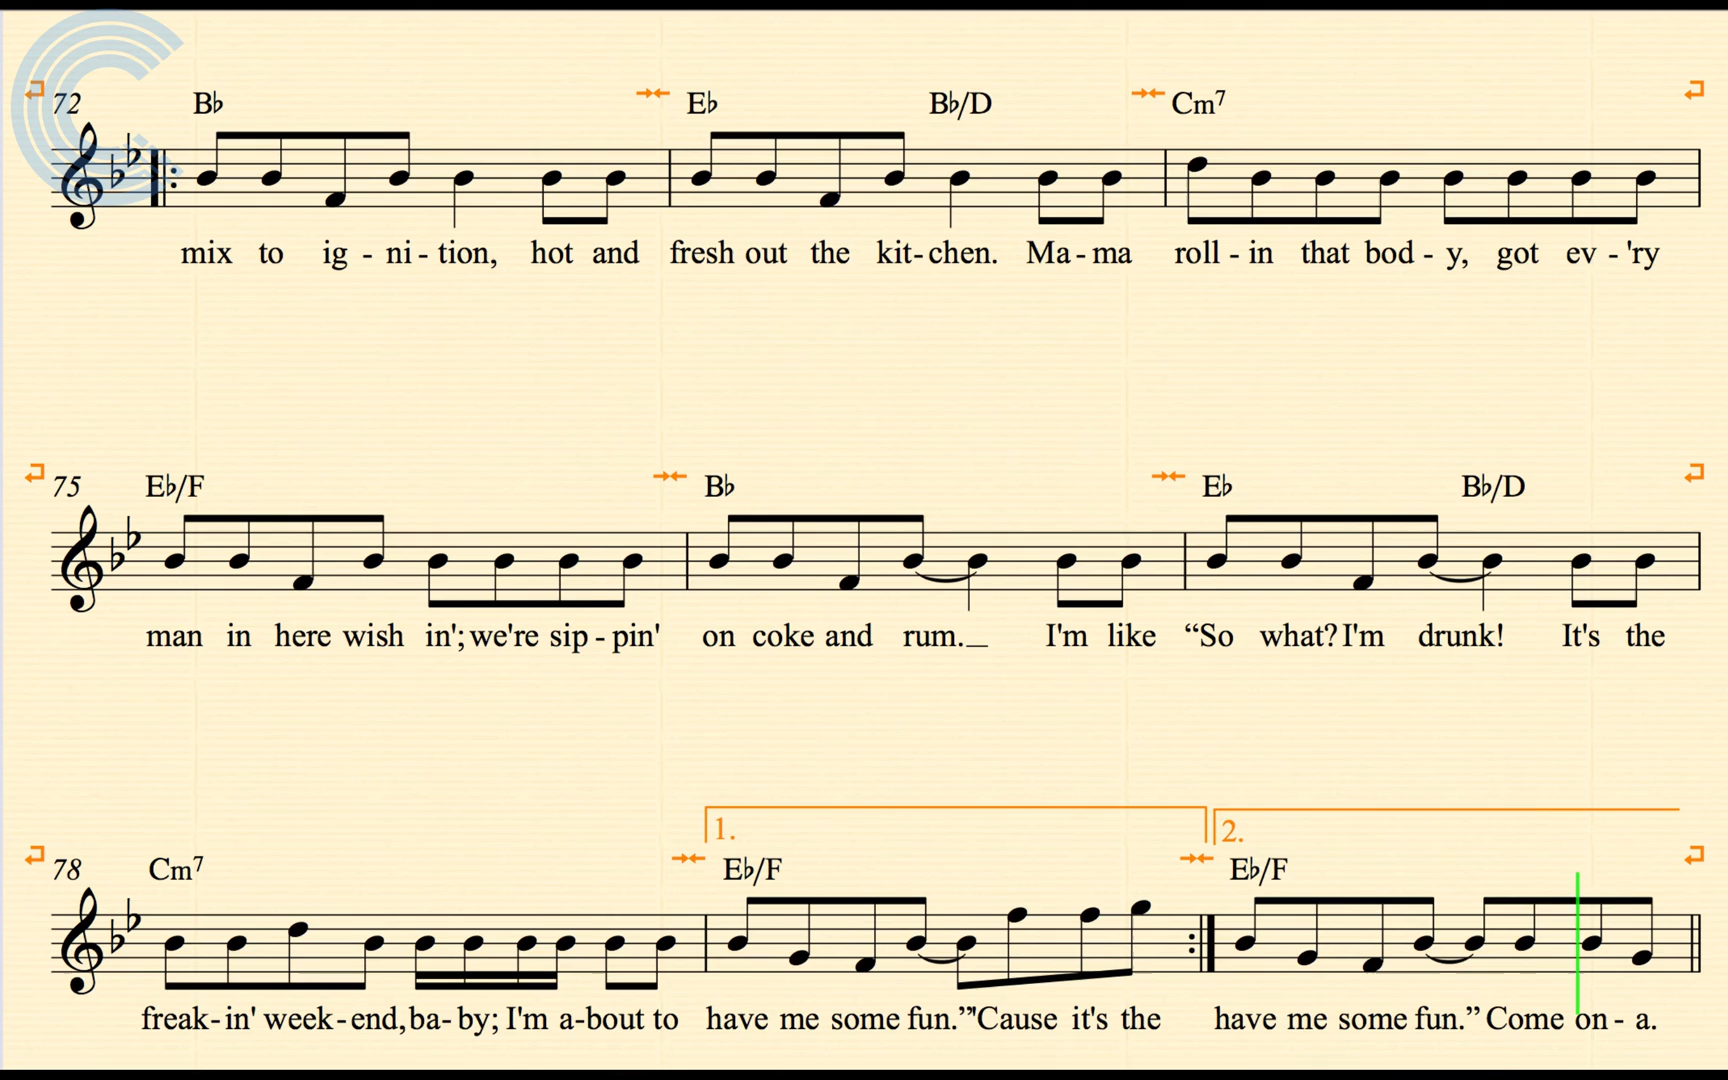 72 B♭ E♭ B♭/D Cm7
mix to ig - ni - tion, hot and fresh out the kit - chen. Ma - ma roll - in that bod - y, got ev - 'ry
75 E♭/F B♭ E♭ B♭/D
man in here wish in'; we're sip - pin' on coke and rum. I'm like “So what? I'm drunk! It's the
1. 2.
78 Cm7 E♭/F E♭/F
freak - in' week - end, ba - by; I'm a - bout to have me some fun.” 'Cause it's the have me some fun.” Come on - a.